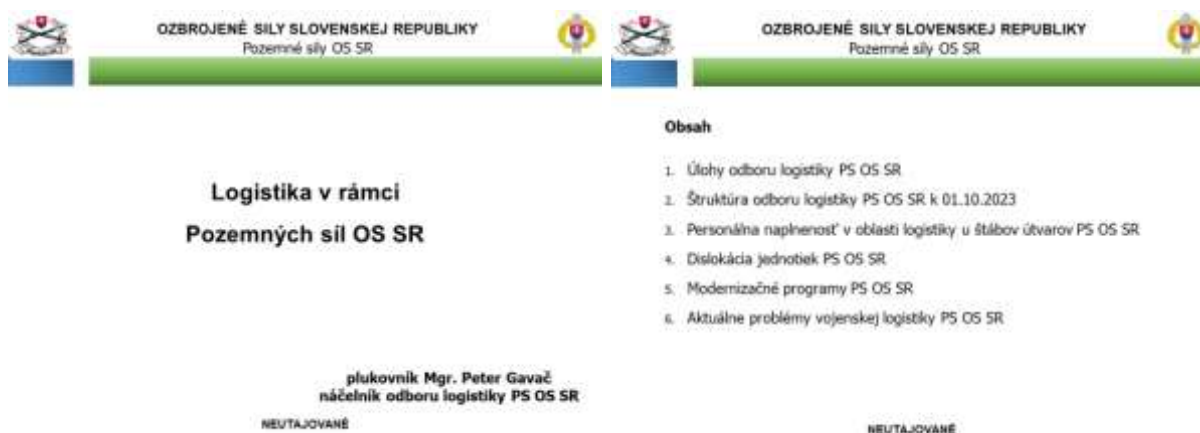 OZBROJENÉ SILY SLOVENSKEJ REPUBLIKY
Pozemné sily OS SR
Logistika v rámci
Pozemných síl OS SR
plukovník Mgr. Peter Gavač
náčelník odboru logistiky PS OS SR
NEUTAJOVANÉ
OZBROJENÉ SILY SLOVENSKEJ REPUBLIKY
Pozemné sily OS SR
Obsah
1. Úlohy odboru logistiky PS OS SR
2. Štruktúra odboru logistiky PS OS SR k 01.10.2023
3. Personálna naplnenosť v oblasti logistiky u štábov útvarov PS OS SR
4. Dislokácia jednotiek PS OS SR
5. Modernizačné programy PS OS SR
6. Aktuálne problémy vojenskej logistiky PS OS SR
NEUTAJOVANÉ